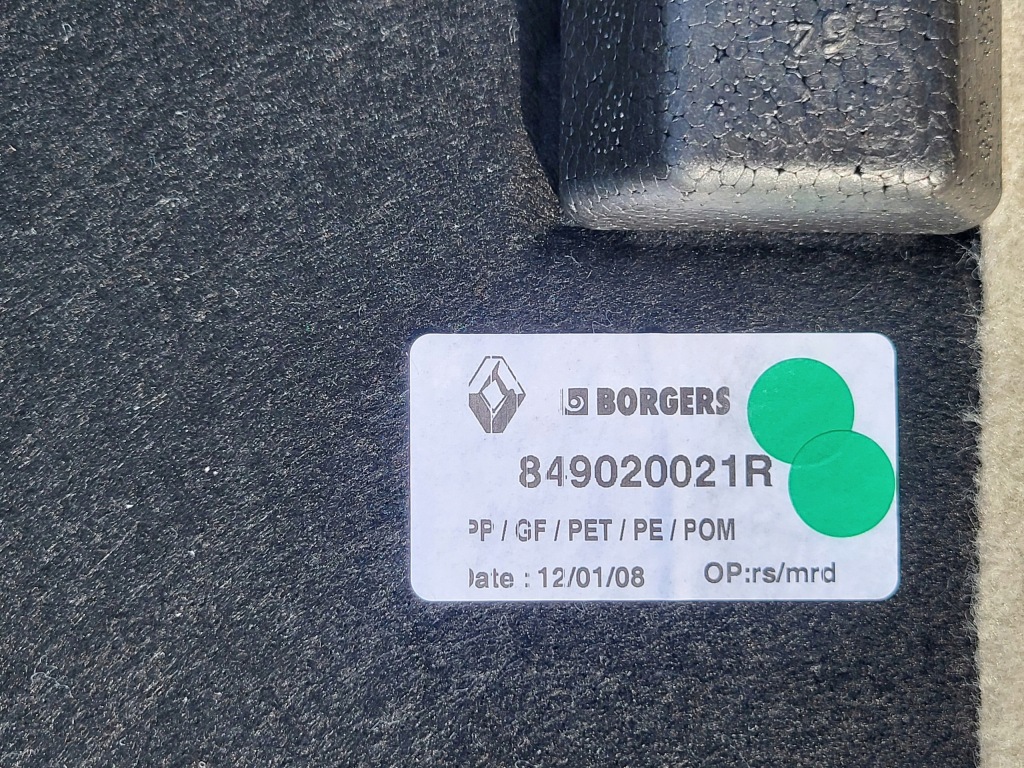 BORGERS
849020021R
PP / GF / PET / PE / POM
Date : 12/01/08 OP:rs/mrd